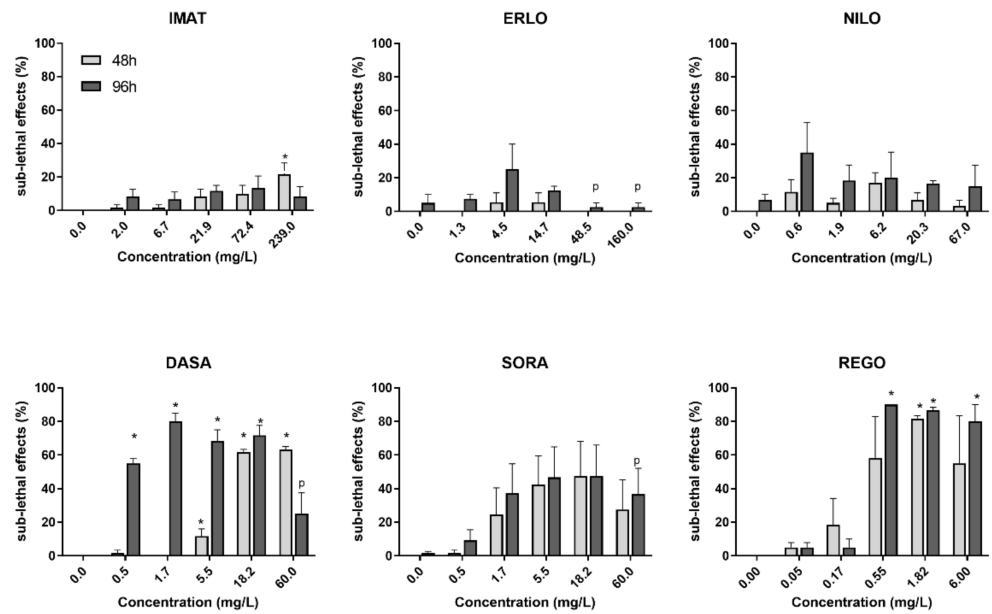 IMAT
sub-lethal effects (%)
100
80
60
40
20
0
48h
96h
*
0.0 2.0 6.7 21.9 72.4 239.0
Concentration (mg/L)
ERLO
sub-lethal effects (%)
100
80
60
40
20
0
p p
0.0 1.3 4.5 14.7 48.5 160.0
Concentration (mg/L)
NILO
sub-lethal effects (%)
100
80
60
40
20
0
0.0 0.6 1.9 6.2 20.3 67.0
Concentration (mg/L)
DASA
sub-lethal effects (%)
100
80
60
40
20
0
* * * * * * * p
0.0 0.5 1.7 5.5 18.2 60.0
Concentration (mg/L)
SORA
sub-lethal effects (%)
100
80
60
40
20
0
p
0.0 0.5 1.7 5.5 18.2 60.0
Concentration (mg/L)
REGO
sub-lethal effects (%)
100
80
60
40
20
0
* * * *
0.00 0.05 0.17 0.55 1.82 6.00
Concentration (mg/L)